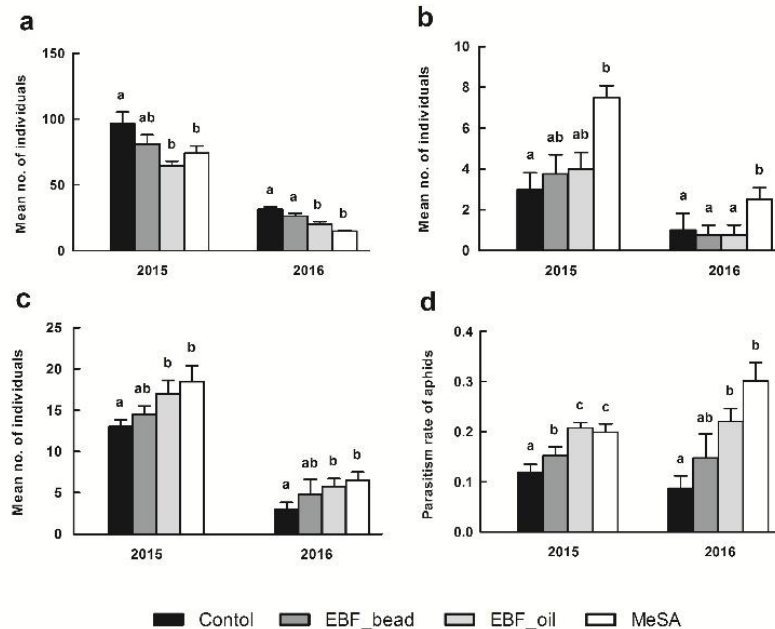 a
Mean no. of individuals
150
100
50
0
a
ab
b
b
a
a
b
b
2015
2016
b
Mean no. of individuals
10
8
6
4
2
0
a
ab
ab
b
a
a
a
b
2015
2016
c
Mean no. of individuals
25
20
15
10
5
0
a
ab
b
b
a
ab
b
b
2015
2016
d
Parasitism rate of aphids
0.4
0.3
0.2
0.1
0.0
a
b
c
c
a
ab
b
b
2015
2016
Contol
EBF_bead
EBF_oil
MeSA